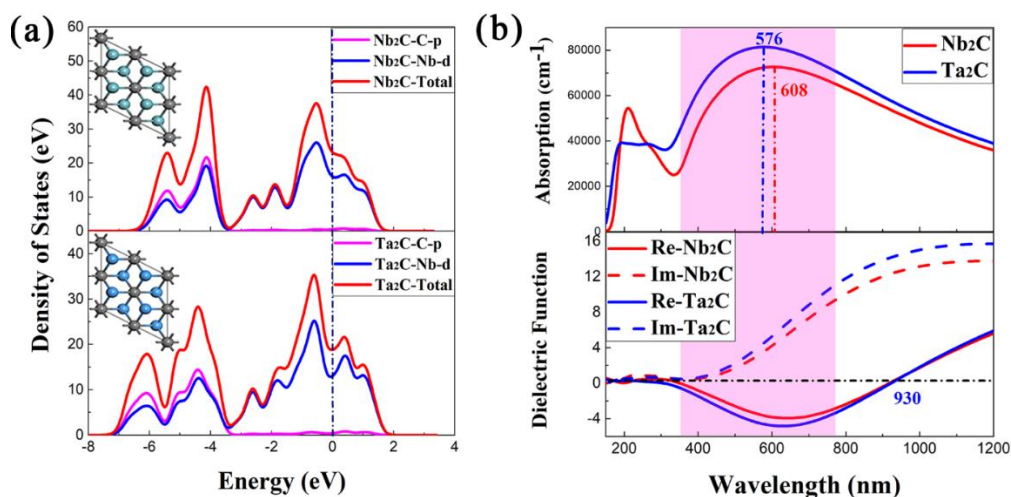 (a)
60
50
40
30
20
10
0
Nb₂C-C-p
Nb₂C-Nb-d
Nb₂C-Total
40
30
20
10
0
Ta₂C-C-p
Ta₂C-Nb-d
Ta₂C-Total
Density of States (eV)
-8 -6 -4 -2 0 2 4
Energy (eV)
(b)
80000
60000
40000
20000
0
Absorption (cm⁻¹)
576
608
Nb₂C
Ta₂C
16
12
8
4
0
-4
Dielectric Function
Re-Nb₂C
Im-Nb₂C
Re-Ta₂C
Im-Ta₂C
930
200 400 600 800 1000 1200
Wavelength (nm)